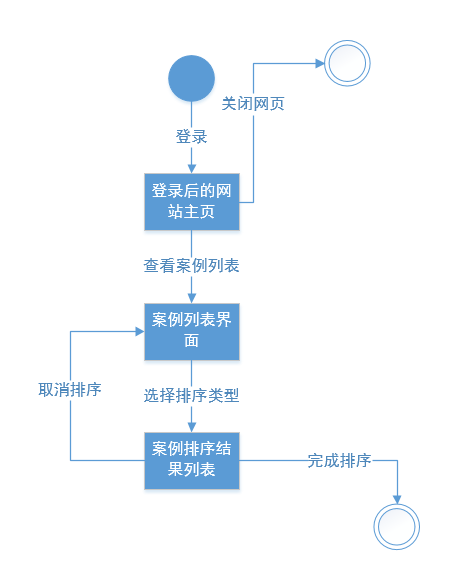 关闭网页
登录
登录后的网
站主页
查看案例列表
案例列表界
面
取消排序
选择排序类型
案例排序结
果列表
完成排序